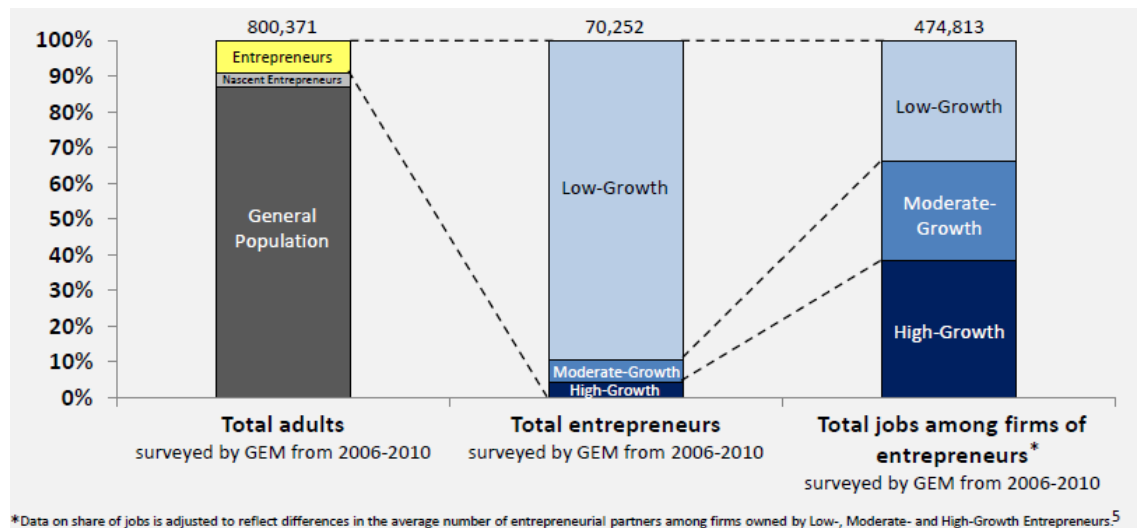 800,371
70,252
474,813
100%
90%
80%
70%
60%
50%
40%
30%
20%
10%
0%
Entrepreneurs
Nascent Entrepreneurs
General
Population
Low-Growth
Moderate-Growth
High-Growth
Low-Growth
Moderate-
Growth
High-Growth
Total adults
surveyed by GEM from 2006-2010
Total entrepreneurs
surveyed by GEM from 2006-2010
Total jobs among firms of
entrepreneurs*
surveyed by GEM from 2006-2010
*Data on share of jobs is adjusted to reflect differences in the average number of entrepreneurial partners among firms owned by Low-, Moderate- and High-Growth Entrepreneurs.5